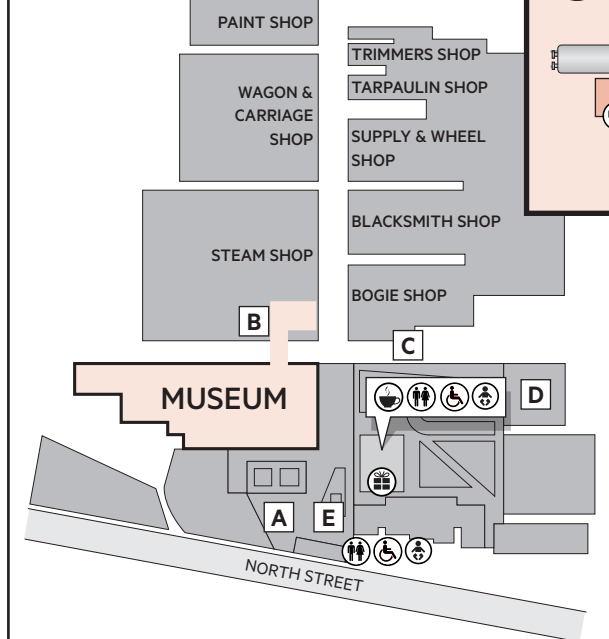 PAINT SHOP
TRIMMERS SHOP
WAGON &
CARRIAGE
SHOP
TARPAULIN SHOP
SUPPLY & WHEEL
SHOP
BLACKSMITH SHOP
STEAM SHOP
BOGIE SHOP
B
C
MUSEUM
D
A
E
NORTH STREET